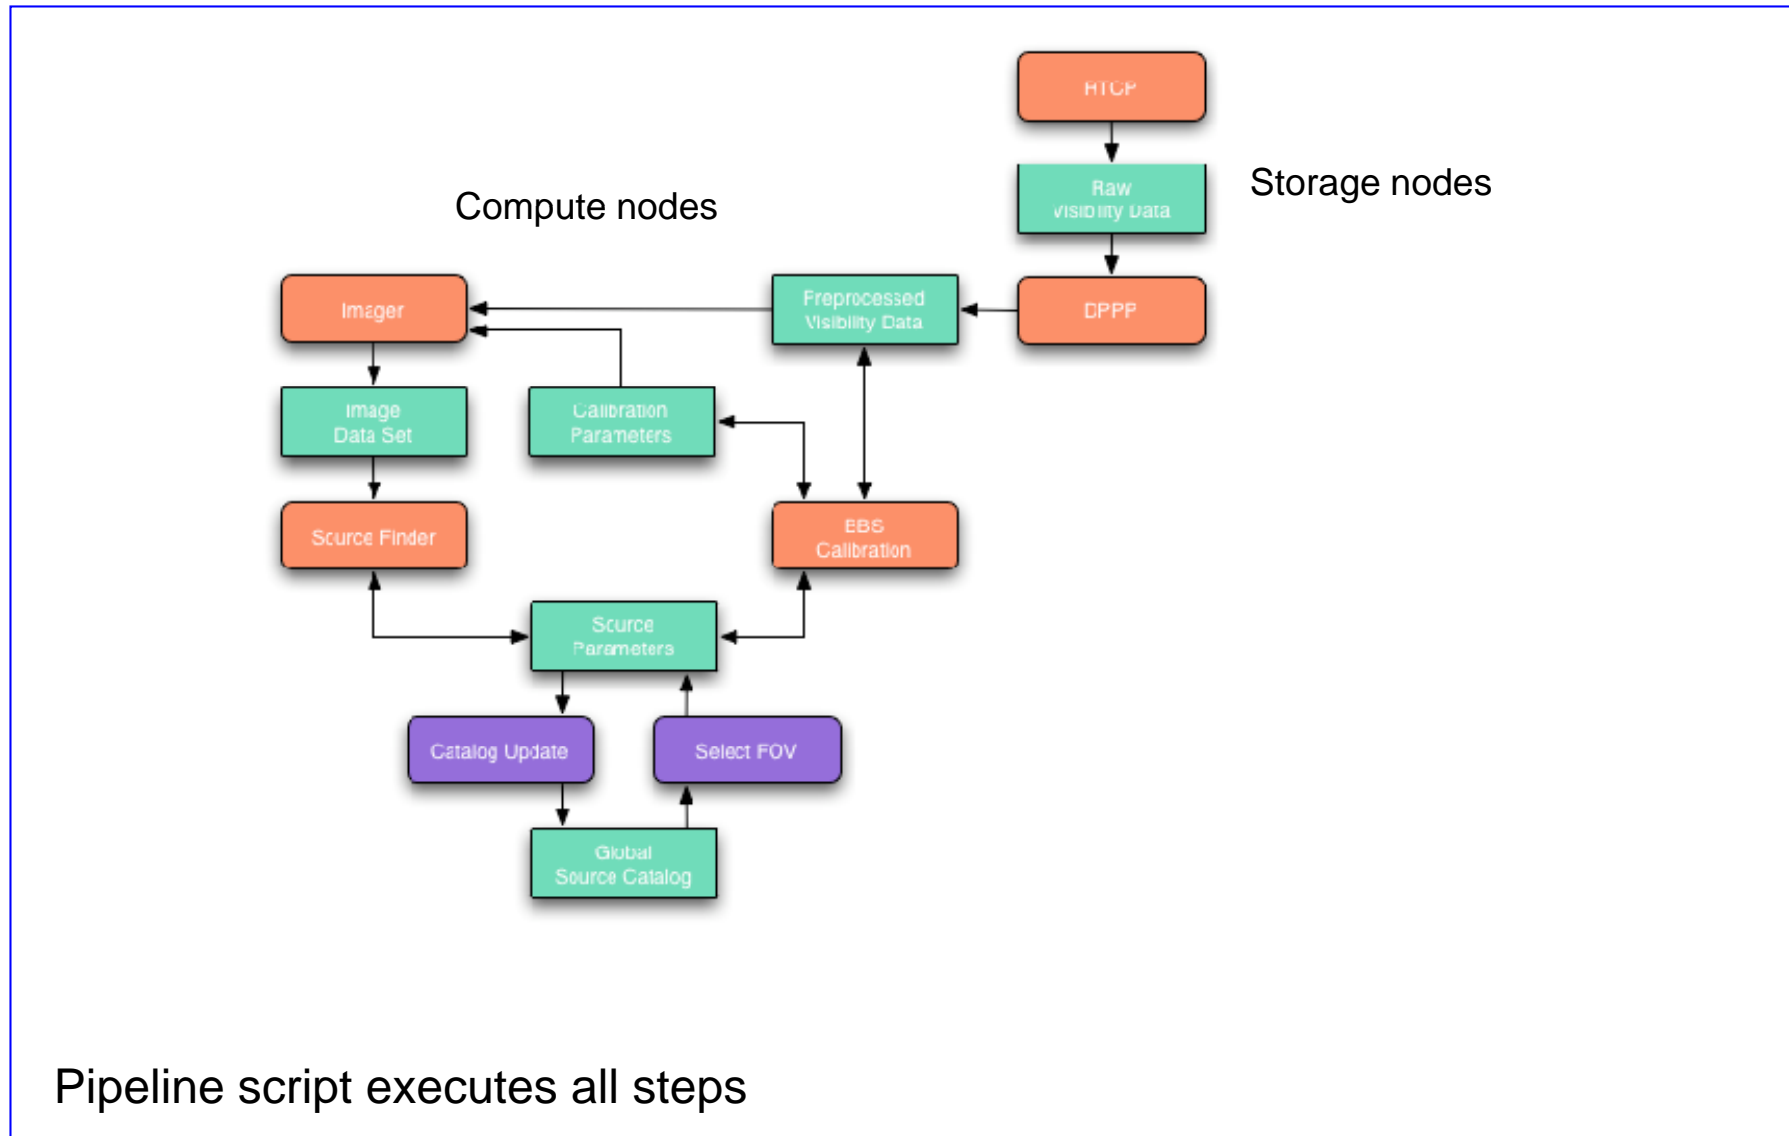 RTCP
Raw
Visibility Data
Storage nodes
Compute nodes
Imager
Preprocessed
Visibility Data
DPPP
Image
Data Set
Calibration
Parameters
Source Finder
BBS
Calibration
Source
Parameters
Catalog Update
Select FOV
Global
Source Catalog
Pipeline script executes all steps